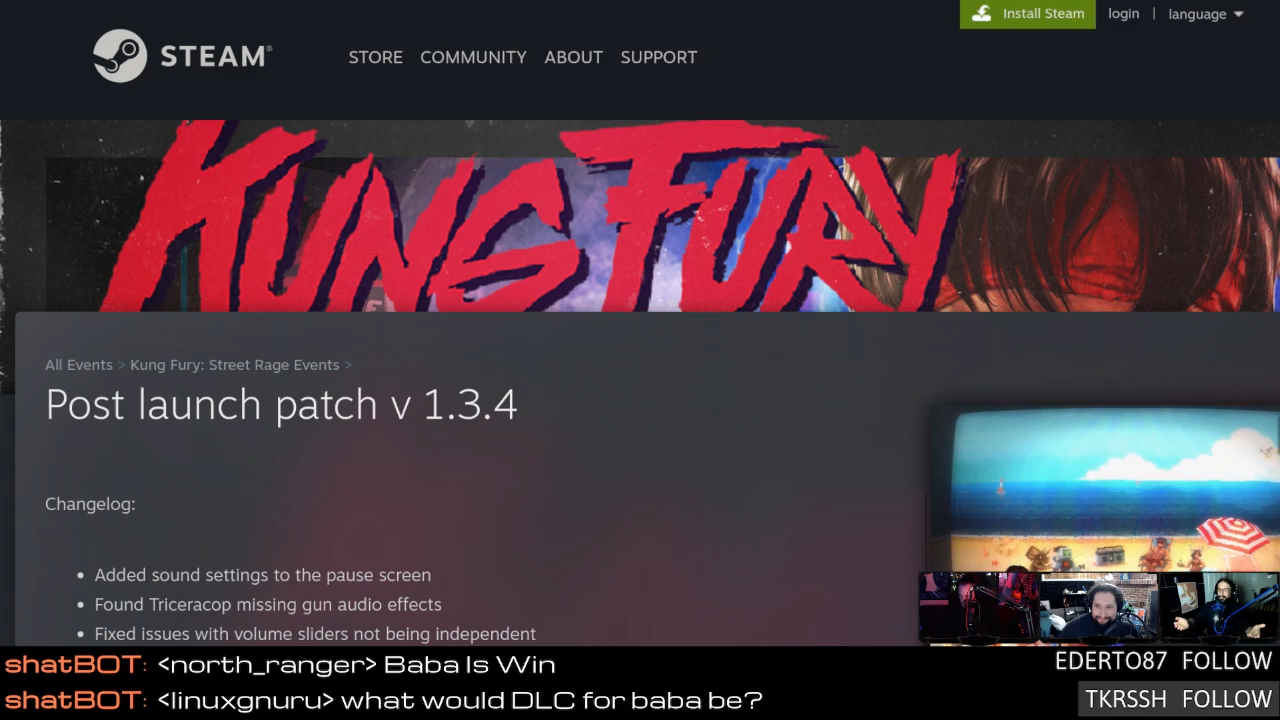 Install Steam login | language
STEAM®
STORE COMMUNITY ABOUT SUPPORT
KUNG FURY
All Events > Kung Fury: Street Rage Events >
Post launch patch v 1.3.4
Changelog:
• Added sound settings to the pause screen
• Found Triceracop missing gun audio effects
• Fixed issues with volume sliders not being independent
shatBOT: <north_ranger> Baba Is Win
EDERTO87 FOLLOW
shatBOT: <linuxgnuru> what would DLC for baba be?
TKRSSH FOLLOW